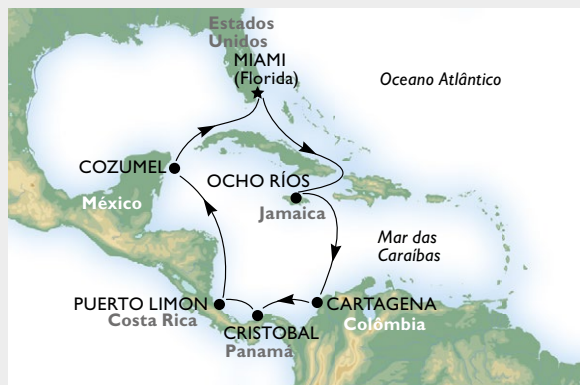 Estados
Unidos
MIAMI
(Florida)
Oceano Atlântico
COZUMEL
México
OCHO RÍOS
Jamaica
Mar das
Caraíbas
PUERTO LIMON
Costa Rica
CARTAGENA
Colômbia
CRISTOBAL
Panamá